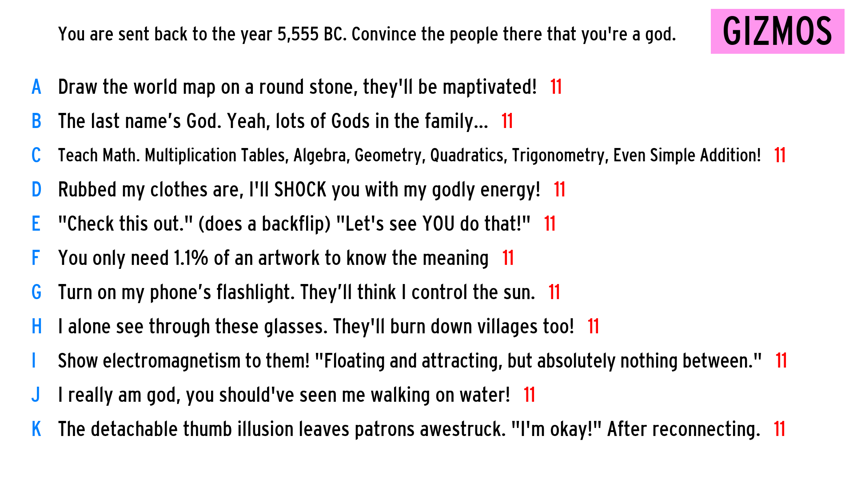 You are sent back to the year 5,555 BC. Convince the people there that you're a god.
GIZMOS
A Draw the world map on a round stone, they'll be maptivated! 11
B The last name’s God. Yeah, lots of Gods in the family... 11
C Teach Math. Multiplication Tables, Algebra, Geometry, Quadratics, Trigonometry, Even Simple Addition! 11
D Rubbed my clothes are, I'll SHOCK you with my godly energy! 11
E "Check this out." (does a backflip) "Let's see YOU do that!" 11
F You only need 1.1% of an artwork to know the meaning 11
G Turn on my phone’s flashlight. They’ll think I control the sun. 11
H I alone see through these glasses. They'll burn down villages too! 11
I Show electromagnetism to them! "Floating and attracting, but absolutely nothing between." 11
J I really am god, you should've seen me walking on water! 11
K The detachable thumb illusion leaves patrons awestruck. "I'm okay!" After reconnecting. 11